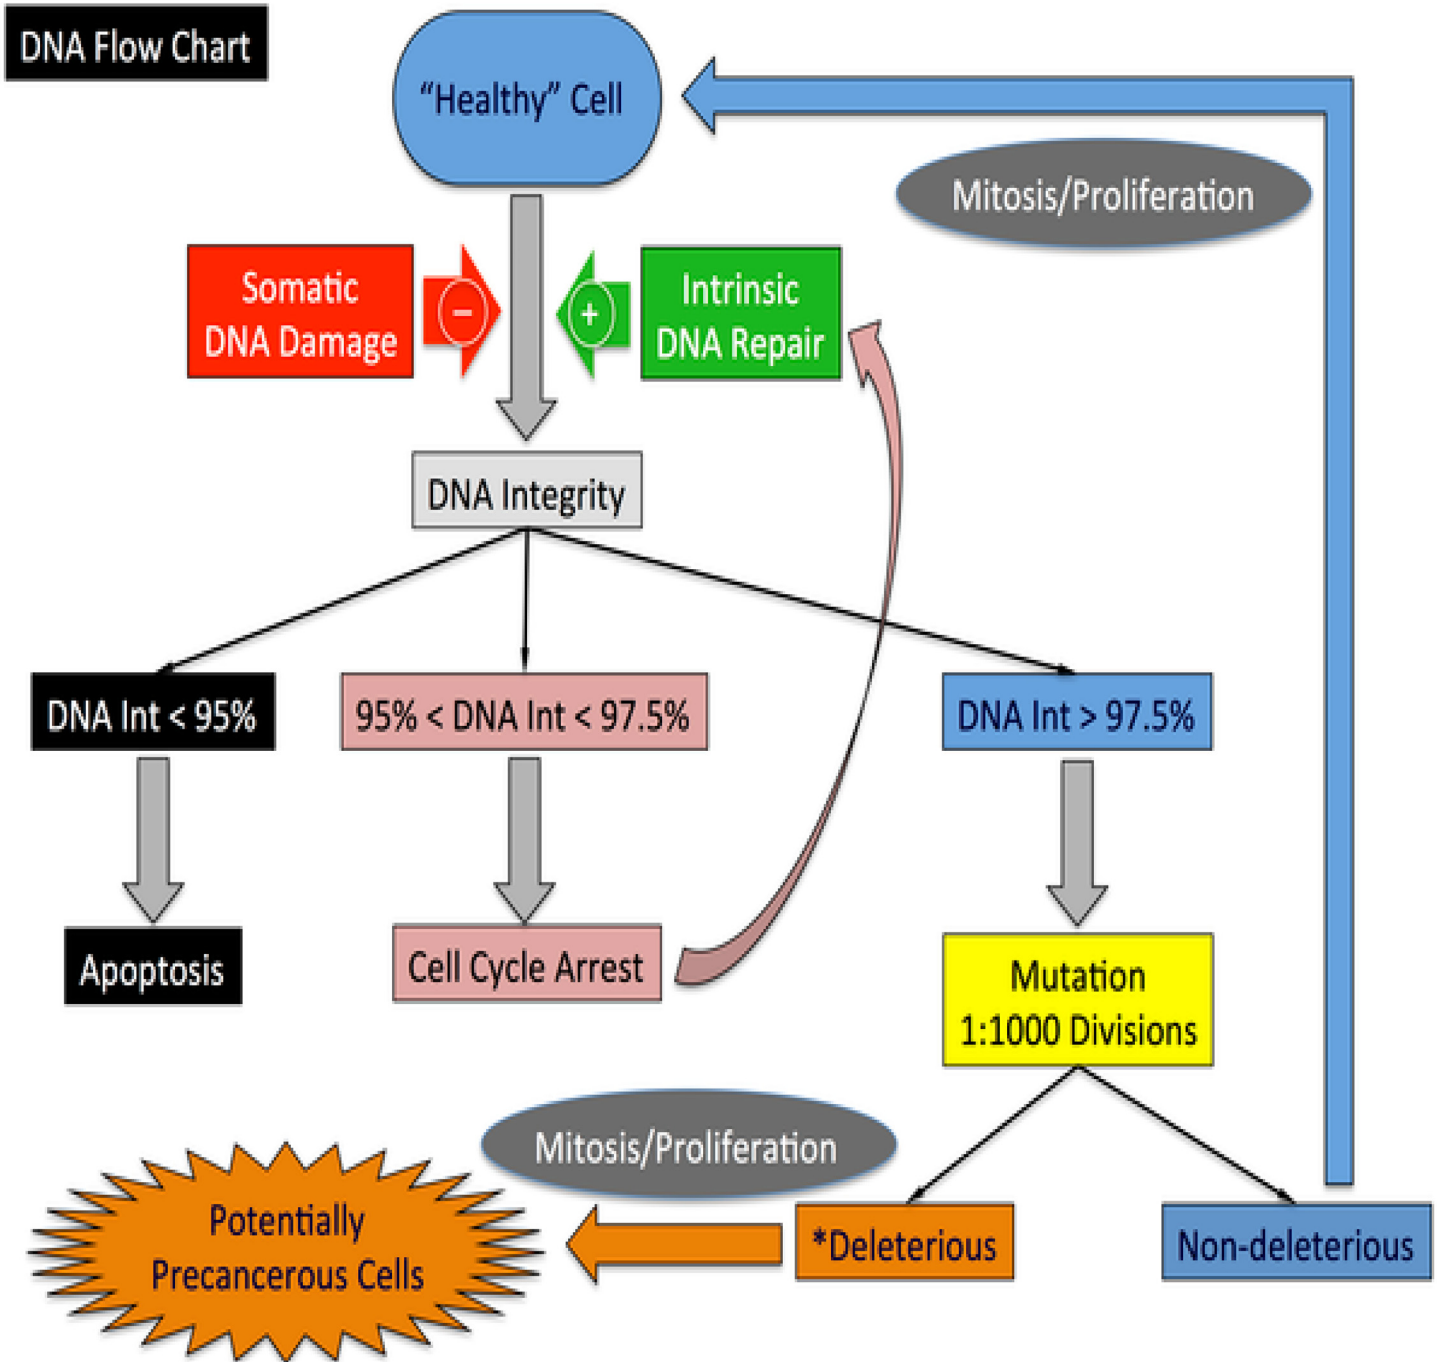 DNA Flow Chart
“Healthy” Cell
Mitosis/Proliferation
Somatic
DNA Damage
−
+
Intrinsic
DNA Repair
DNA Integrity
DNA Int < 95%
95% < DNA Int < 97.5%
DNA Int > 97.5%
Apoptosis
Cell Cycle Arrest
Mutation
1:1000 Divisions
Mitosis/Proliferation
Potentially
Precancerous Cells
*Deleterious
Non-deleterious